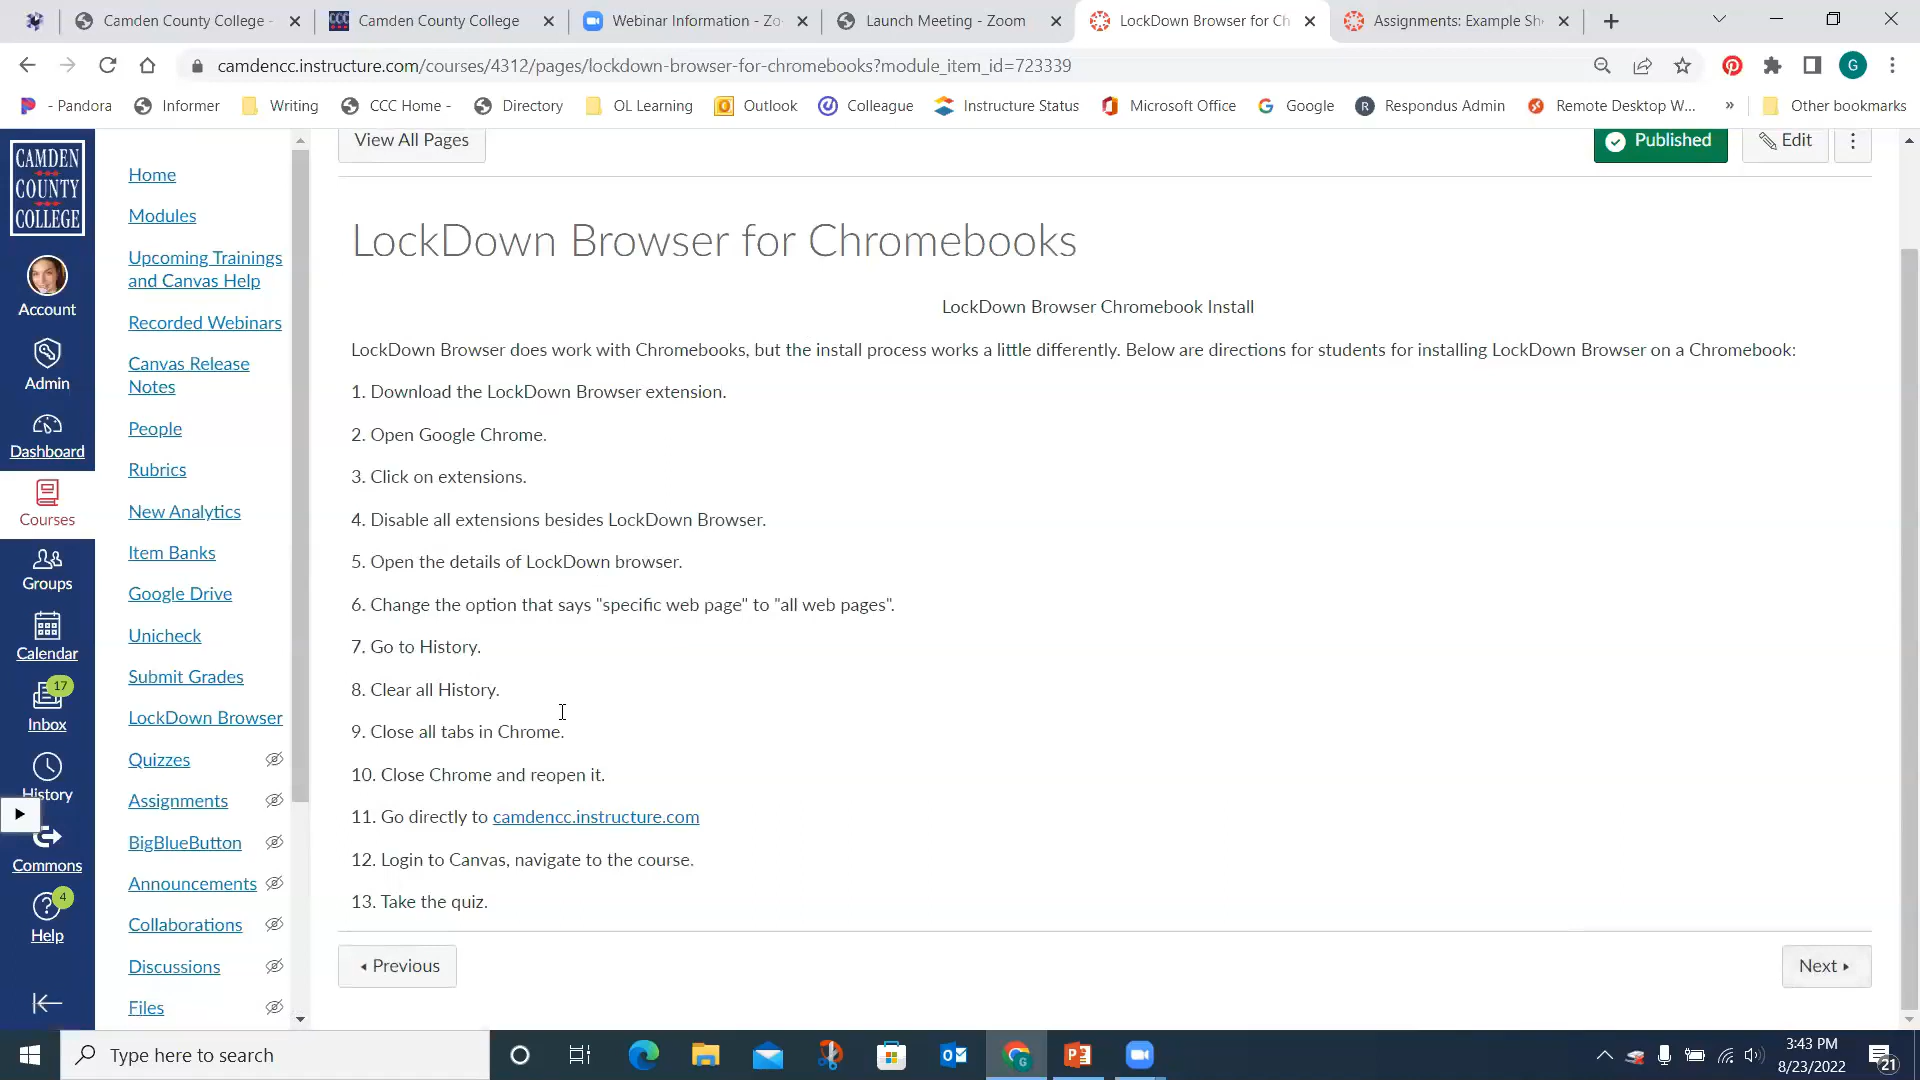 Camden County College -
Camden County College
Webinar Information - Zo
Launch Meeting - Zoom
LockDown Browser for Ch
Assignments: Example Sh
camdencc.instructure.com/courses/4312/pages/lockdown-browser-for-chromebooks?module_item_id=723339
G
- Pandora
Informer
Writing
CCC Home -
Directory
OL Learning
Outlook
Colleague
Instructure Status
Microsoft Office
Google
Respondus Admin
Remote Desktop W...
»
Other bookmarks
CAMDEN
COUNTY
COLLEGE
Account
Admin
Dashboard
Courses
Groups
Calendar
17
Inbox
History
Commons
4
Help
Home
Modules
Upcoming Trainings
and Canvas Help
Recorded Webinars
Canvas Release
Notes
People
Rubrics
New Analytics
Item Banks
Google Drive
Unicheck
Submit Grades
LockDown Browser
Quizzes
Assignments
BigBlueButton
Announcements
Collaborations
Discussions
Files
View All Pages
Published
Edit
LockDown Browser for Chromebooks
LockDown Browser Chromebook Install
LockDown Browser does work with Chromebooks, but the install process works a little differently. Below are directions for students for installing LockDown Browser on a Chromebook:
1. Download the LockDown Browser extension.
2. Open Google Chrome.
3. Click on extensions.
4. Disable all extensions besides LockDown Browser.
5. Open the details of LockDown browser.
6. Change the option that says "specific web page" to "all web pages".
7. Go to History.
8. Clear all History.
9. Close all tabs in Chrome.
10. Close Chrome and reopen it.
11. Go directly to camdencc.instructure.com
12. Login to Canvas, navigate to the course.
13. Take the quiz.
Previous
Next
Type here to search
3:43 PM
8/23/2022
21